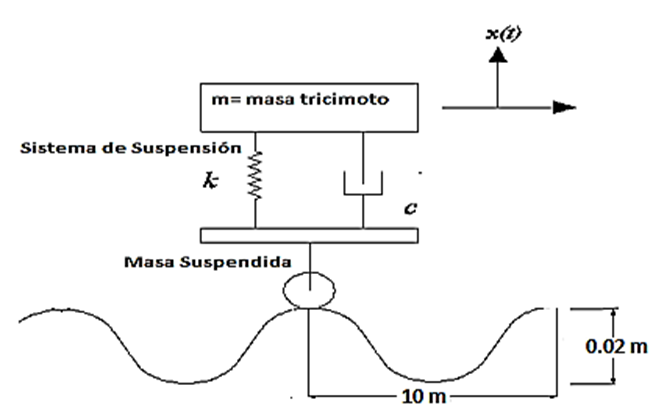 x(t)
m= masa tricimoto
Sistema de Suspensión
k
c
Masa Suspendida
0.02 m
10 m